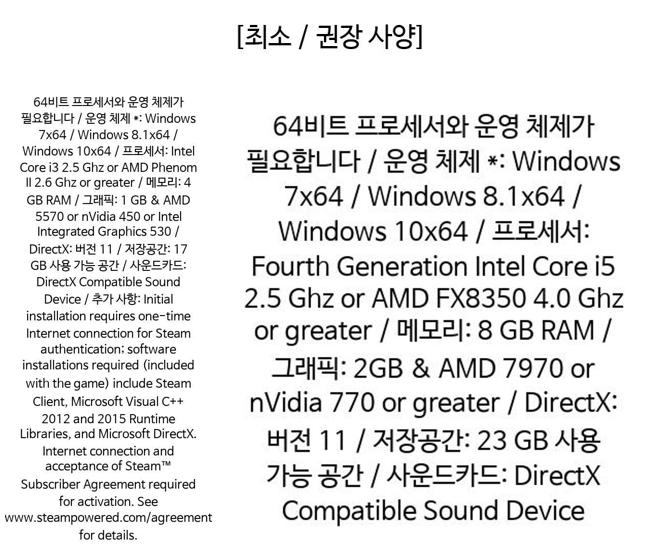 [최소 / 권장 사양]
64비트 프로세서와 운영 체제가
필요합니다 / 운영 체제 *: Windows
7x64 / Windows 8.1x64 /
Windows 10x64 / 프로세서: Intel
Core i3 2.5 Ghz or AMD Phenom
II 2.6 Ghz or greater / 메모리: 4
GB RAM / 그래픽: 1 GB & AMD
5570 or nVidia 450 or Intel
Integrated Graphics 530 /
DirectX: 버전 11 / 저장공간: 17
GB 사용 가능 공간 / 사운드카드:
DirectX Compatible Sound
Device / 추가 사항: Initial
installation requires one-time
Internet connection for Steam
authentication; software
installations required (included
with the game) include Steam
Client, Microsoft Visual C++
2012 and 2015 Runtime
Libraries, and Microsoft DirectX.
Internet connection and
acceptance of Steam™
Subscriber Agreement required
for activation. See
www.steampowered.com/agreement
for details.
64비트 프로세서와 운영 체제가
필요합니다 / 운영 체제 *: Windows
7x64 / Windows 8.1x64 /
Windows 10x64 / 프로세서:
Fourth Generation Intel Core i5
2.5 Ghz or AMD FX8350 4.0 Ghz
or greater / 메모리: 8 GB RAM /
그래픽: 2GB & AMD 7970 or
nVidia 770 or greater / DirectX:
버전 11 / 저장공간: 23 GB 사용
가능 공간 / 사운드카드: DirectX
Compatible Sound Device